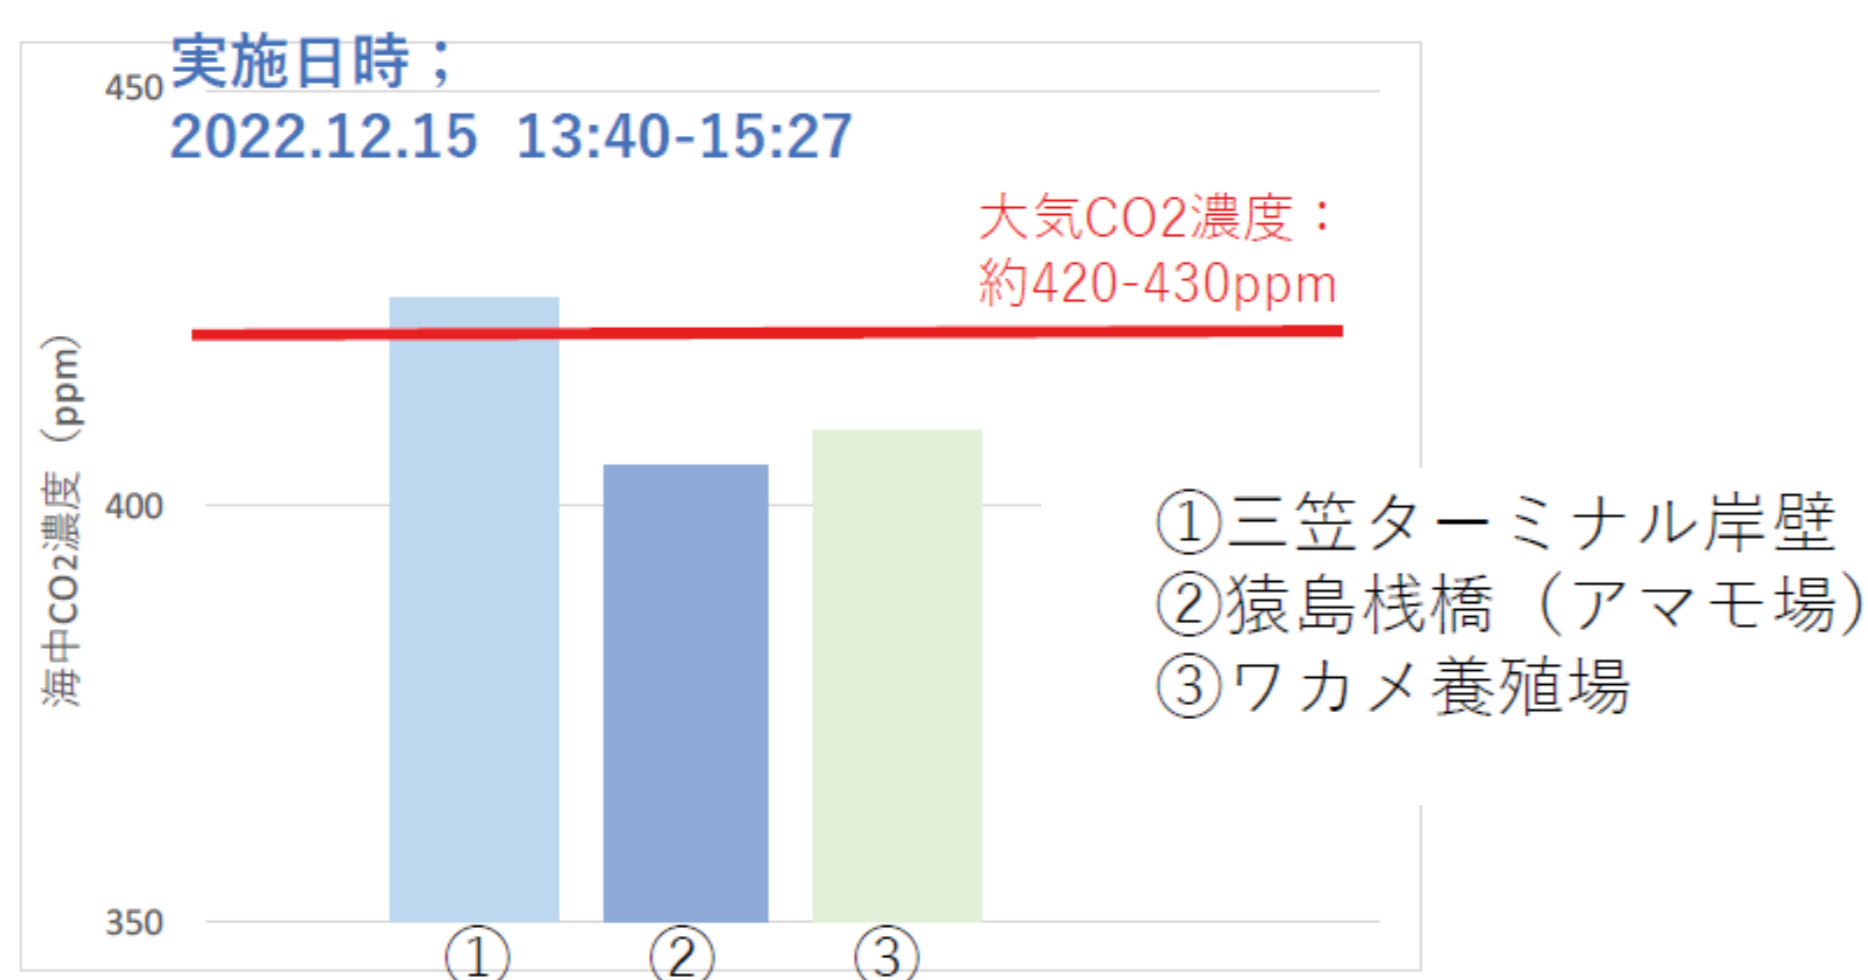 実施日時；
2022.12.15 13:40-15:27
大気CO2濃度：
約420-430ppm
海中CO2濃度（ppm）
450
400
350
①
②
③
①三笠ターミナル岸壁
②猿島桟橋（アマモ場）
③ワカメ養殖場